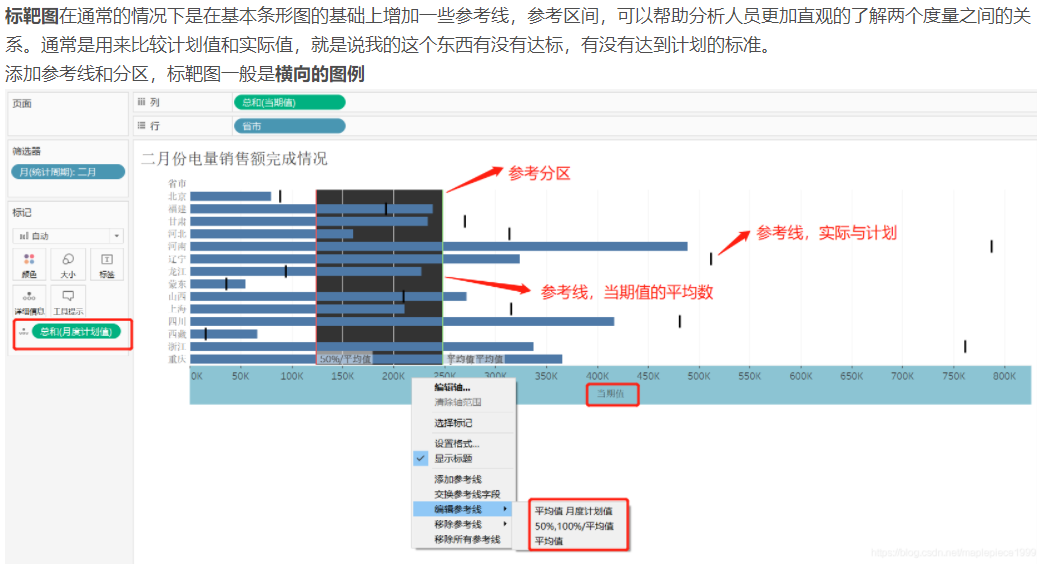 标靶图在通常的情况下是在基本条形图的基础上增加一些参考线，参考区间，可以帮助分析人员更加直观的了解两个度量之间的关
系。通常是用来比较计划值和实际值，就是说我的这个东西有没有达标，有没有达到计划的标准。
添加参考线和分区，标靶图一般是横向的图例
页面
列 总和(当期值)
行 省市
筛选器
月(统计周期): 二月
标记
自动
颜色 大小 标签
详细信息 工具提示
总和(月度计划值)
二月份电量销售额完成情况
省市
北京
福建
甘肃
河北
河南
辽宁
龙江
蒙东
山西
上海
四川
西藏
浙江
重庆
参考分区
参考线，实际与计划
参考线，当期值的平均数
50%/平均值 平均值平均值
0K 50K 100K 150K 200K 250K 300K 350K 400K 450K 500K 550K 600K 650K 700K 750K 800K
当期值
编辑轴...
清除轴范围
选择标记
设置格式...
显示标题
添加参考线
交换参考线字段
编辑参考线
移除参考线
移除所有参考线
平均值 月度计划值
50%,100%/平均值
平均值